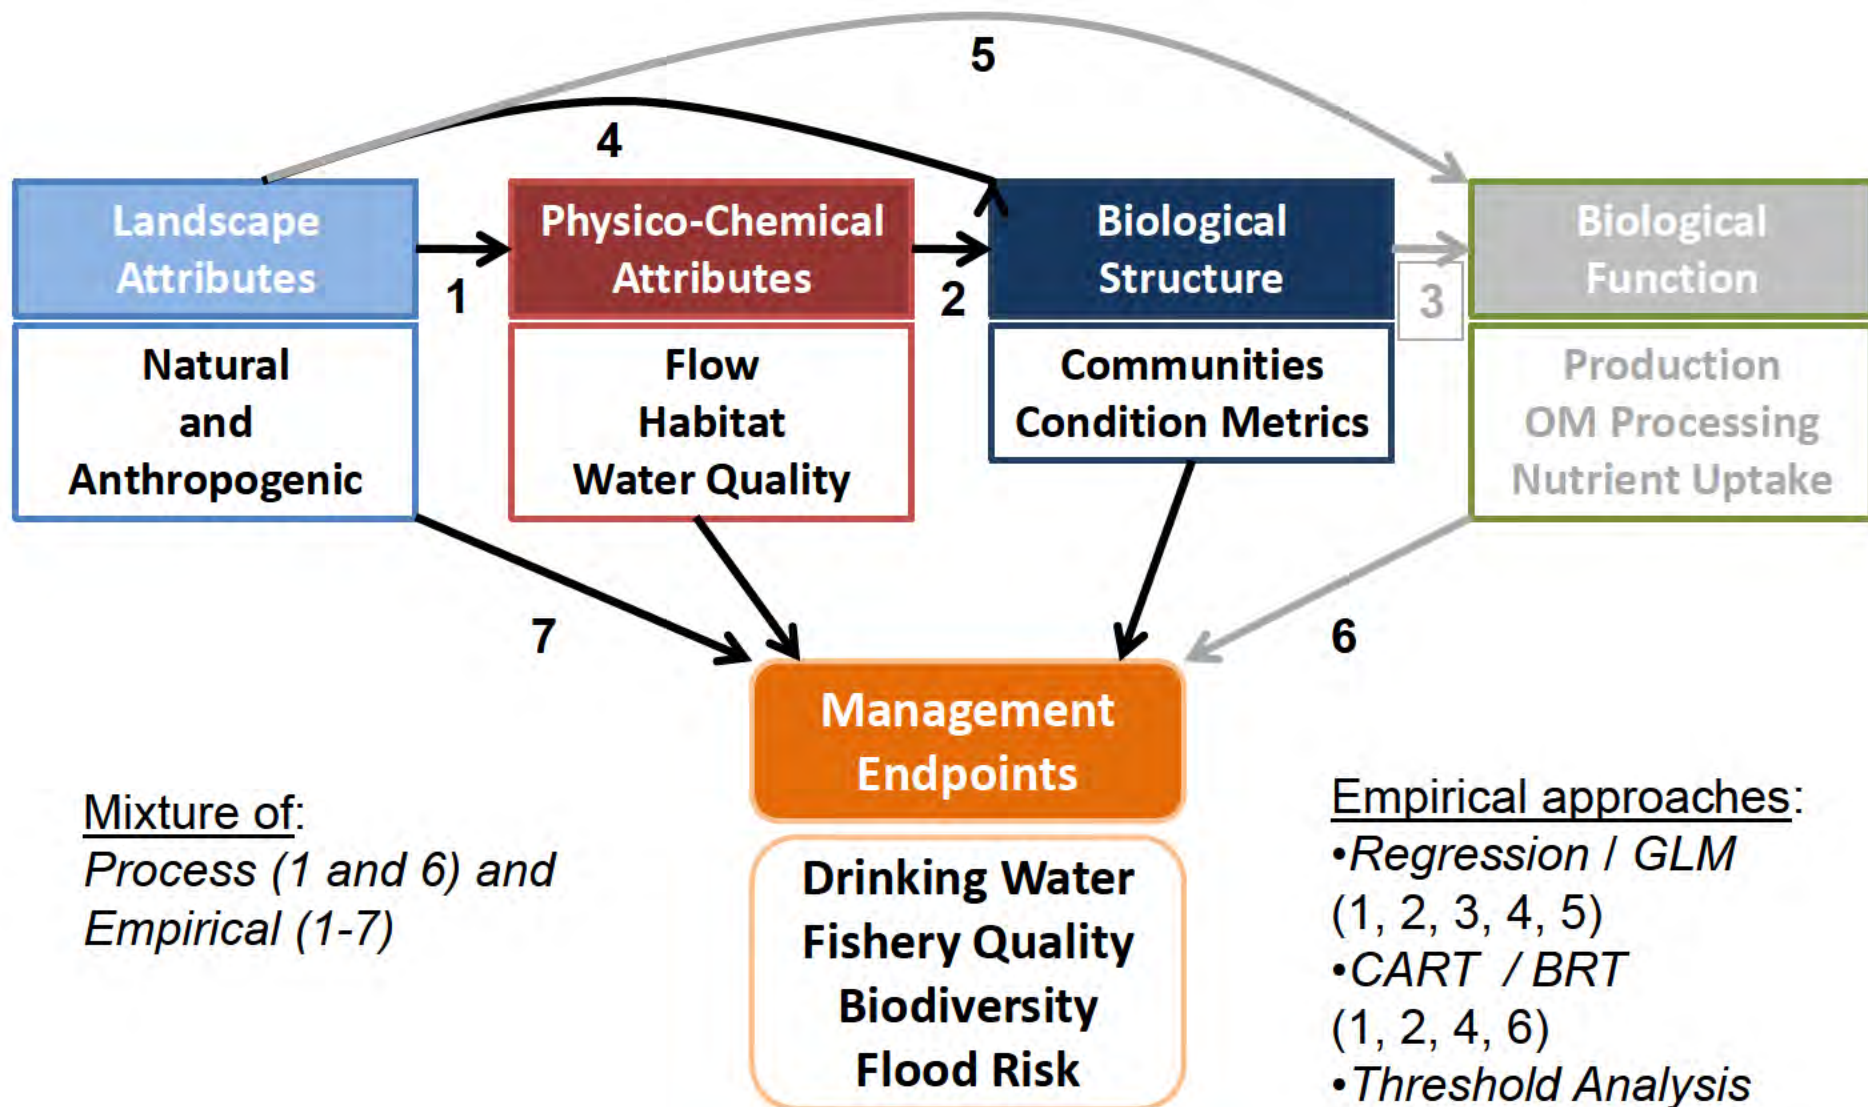 5
4
Landscape
Attributes
1
Physico-Chemical
Attributes
2
Biological
Structure
3
Biological
Function
Natural
and
Anthropogenic
Flow
Habitat
Water Quality
Communities
Condition Metrics
Production
OM Processing
Nutrient Uptake
7
6
Management
Endpoints
Drinking Water
Fishery Quality
Biodiversity
Flood Risk
Mixture of:
Process (1 and 6) and
Empirical (1-7)
Empirical approaches:
•Regression / GLM
(1, 2, 3, 4, 5)
•CART / BRT
(1, 2, 4, 6)
•Threshold Analysis